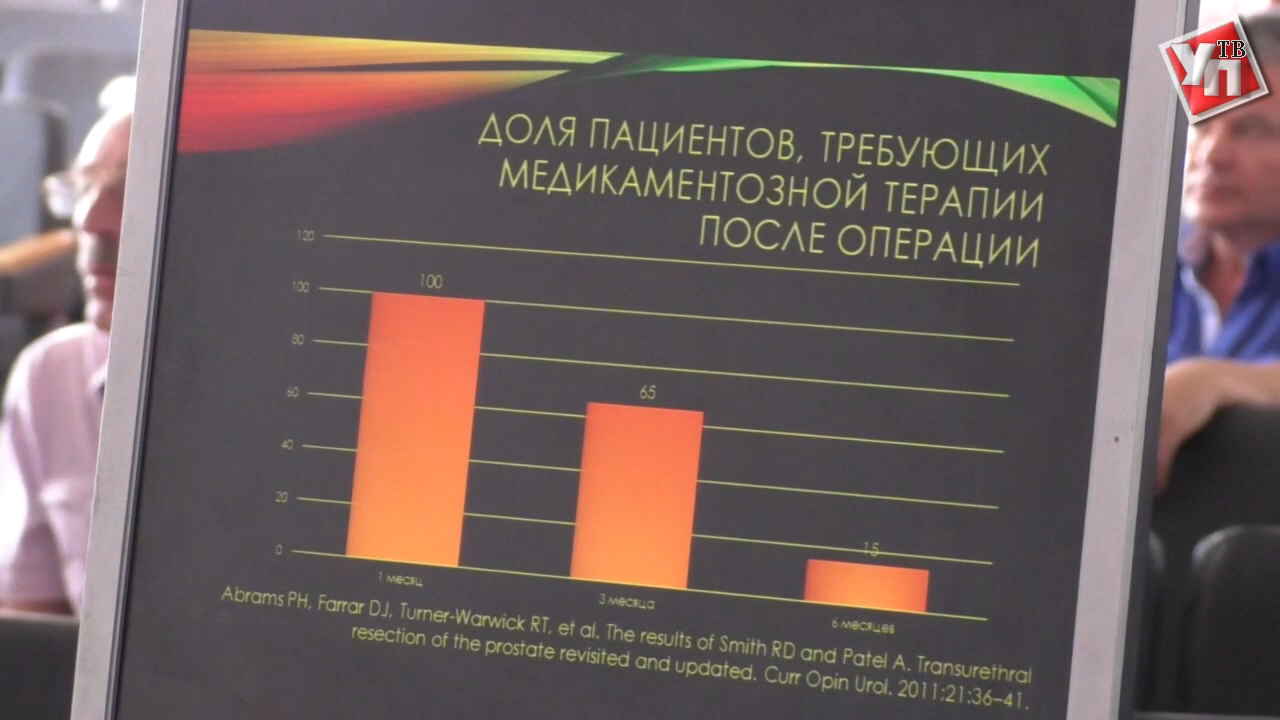 УП ТВ
ДОЛЯ ПАЦИЕНТОВ, ТРЕБУЮЩИХ
МЕДИКАМЕНТОЗНОЙ ТЕРАПИИ
ПОСЛЕ ОПЕРАЦИИ
120
100
80
60
40
20
0
100
65
15
1 месяц
3 месяца
6 месяцев
Abrams PH, Farrar DJ, Turner-Warwick RT, et al. The results of Smith RD and Patel A. Transurethral
resection of the prostate revisited and updated. Curr Opin Urol. 2011;21:36–41.